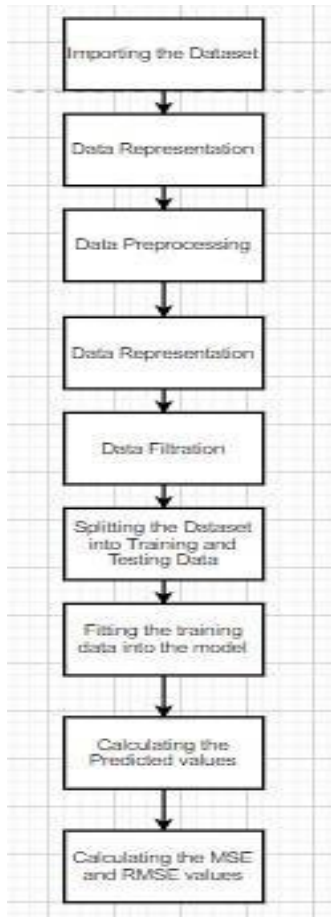 Importing the Dataset
Data Representation
Data Preprocessing
Data Representation
Data Filtration
Splitting the Dataset
into Training and
Testing Data
Fitting the training
data into the model
Calculating the
Predicted values
Calculating the MSE
and RMSE values